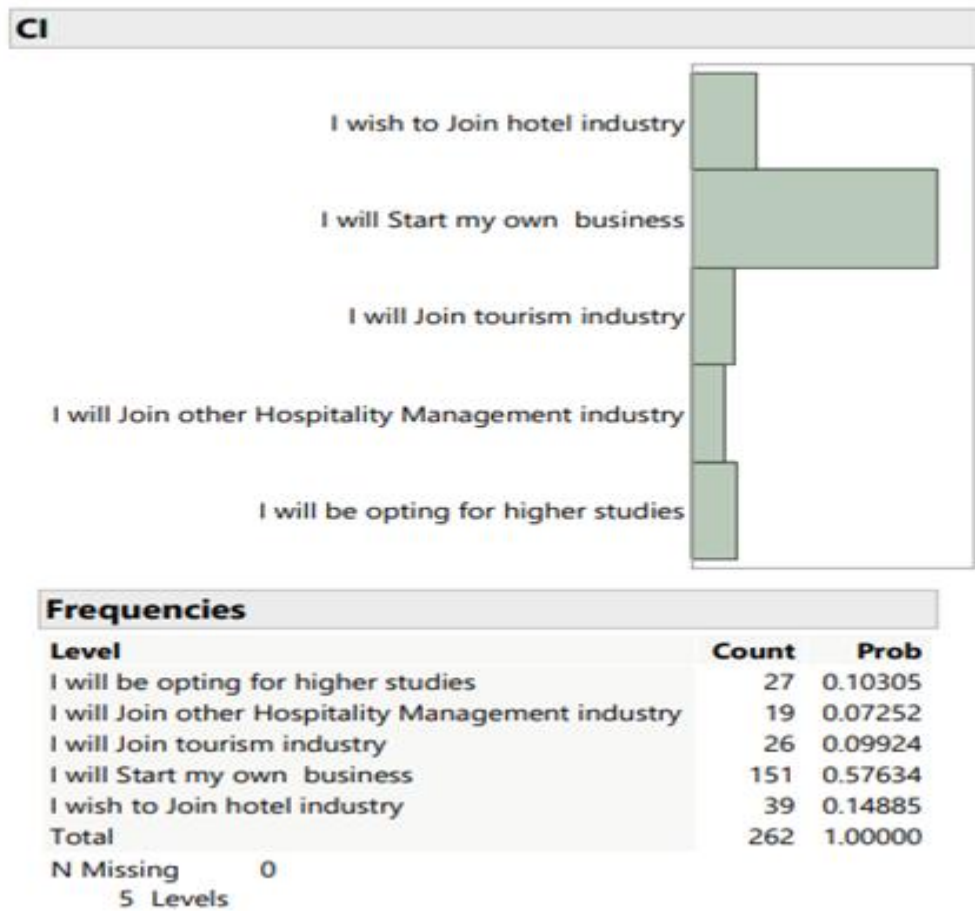 CI
I wish to Join hotel industry
I will Start my own  business
I will Join tourism industry
I will Join other Hospitality Management industry
I will be opting for higher studies
Frequencies
Level Count Prob
I will be opting for higher studies 27 0.10305
I will Join other Hospitality Management industry 19 0.07252
I will Join tourism industry 26 0.09924
I will Start my own  business 151 0.57634
I wish to Join hotel industry 39 0.14885
Total 262 1.00000
N Missing 0
5 Levels